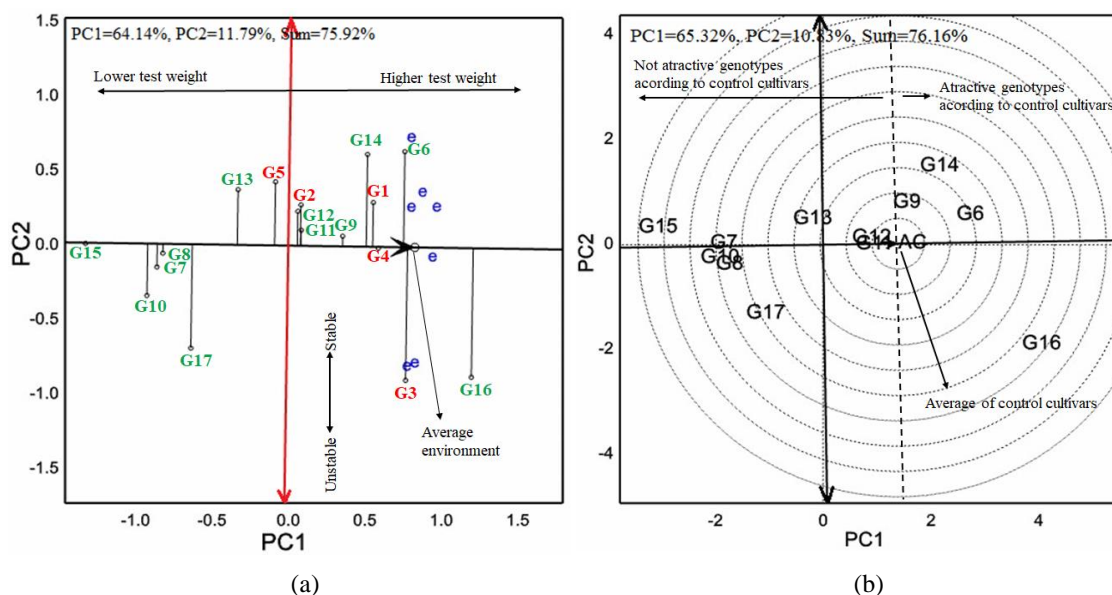 PC1=64.14%, PC2=11.79%, Sum=75.92%
Lower test weight
Higher test weight
1.5
1.0
0.5
0.0
-0.5
-1.0
-1.5
PC2
e
G14
G6
G5
G13
G2
G1
e
e
e
G12
G11
G9
G15
G8
G7
G4
e
G10
G17
e
e
G3
G16
Stable
Unstable
Average
environment
-1.0
-0.5
0.0
0.5
1.0
1.5
PC1
(a)
PC1=65.32%, PC2=10.83%, Sum=76.16%
Not atractive genotypes
acording to control cultivars
Atractive genotypes
acording to control cultivars
4
2
0
-2
-4
PC2
G14
G9
G6
G13
G15
G12
AC
G7
G10
G8
G17
G16
Average of control cultivars
-2
0
2
4
PC1
(b)